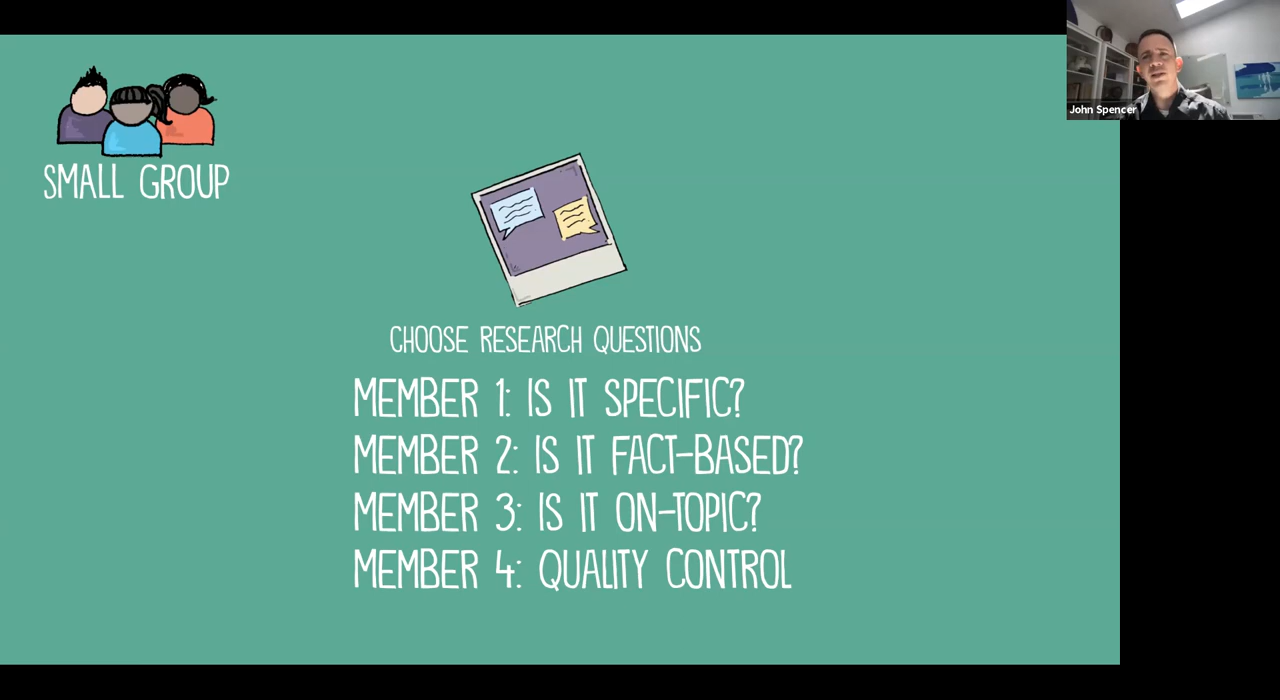 John Spencer
SMALL GROUP
CHOOSE RESEARCH QUESTIONS
MEMBER 1: IS IT SPECIFIC?
MEMBER 2: IS IT FACT-BASED?
MEMBER 3: IS IT ON-TOPIC?
MEMBER 4: QUALITY CONTROL